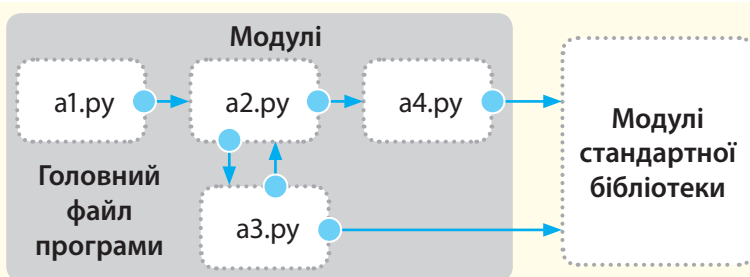 Модулі
a1.py
a2.py
a4.py
Головний
файл
програми
a3.py
Модулі
стандартної
бібліотеки